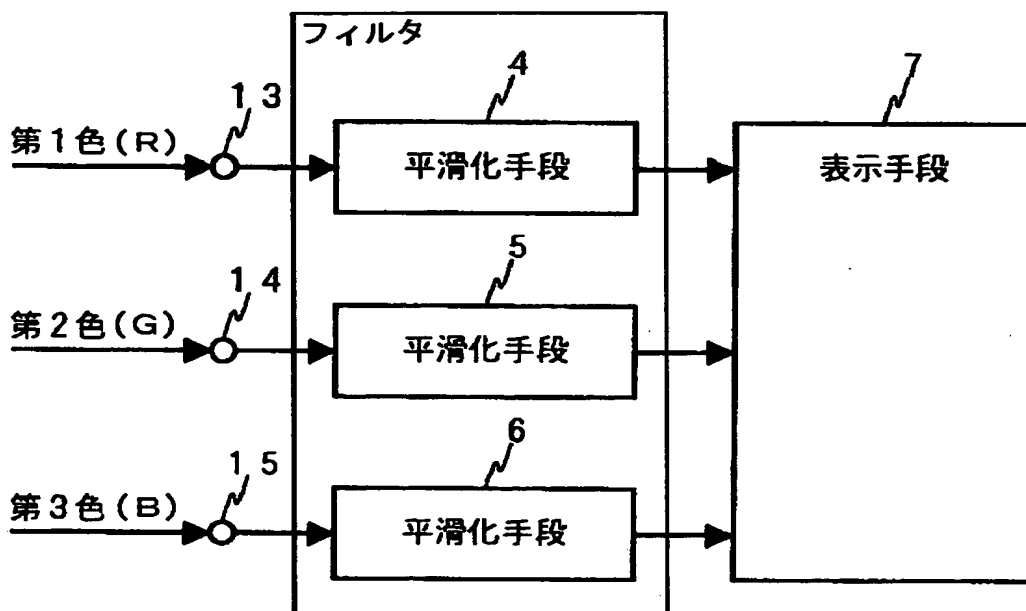 フィルタ
4
7
13
第1色(R)
平滑化手段
表示手段
5
14
第2色(G)
平滑化手段
6
15
第3色(B)
平滑化手段